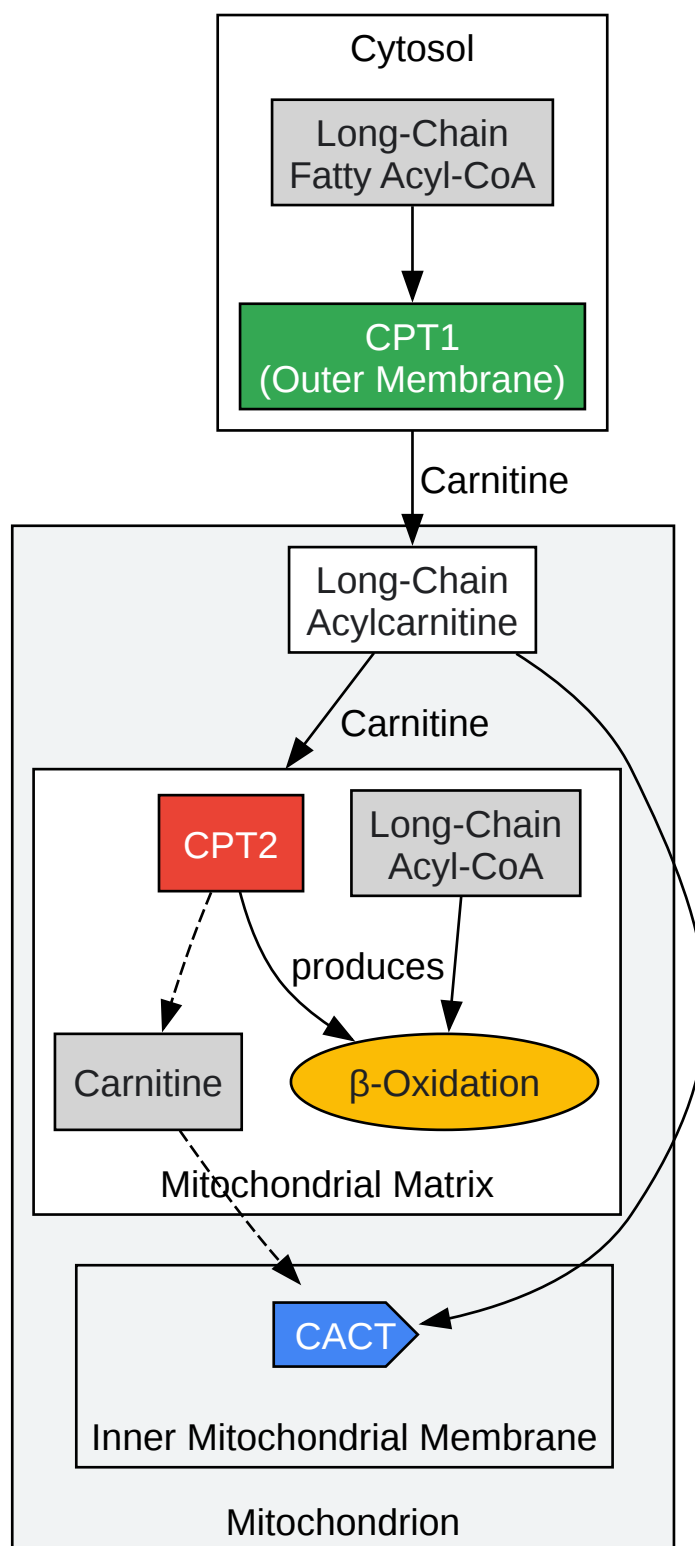 Cytosol
Long-Chain
Fatty Acyl-CoA
CPT1
(Outer Membrane)
Carnitine
Long-Chain
Acylcarnitine
Carnitine
CPT2
Long-Chain
Acyl-CoA
produces
Carnitine
β-Oxidation
Mitochondrial Matrix
CACT
Inner Mitochondrial Membrane
Mitochondrion